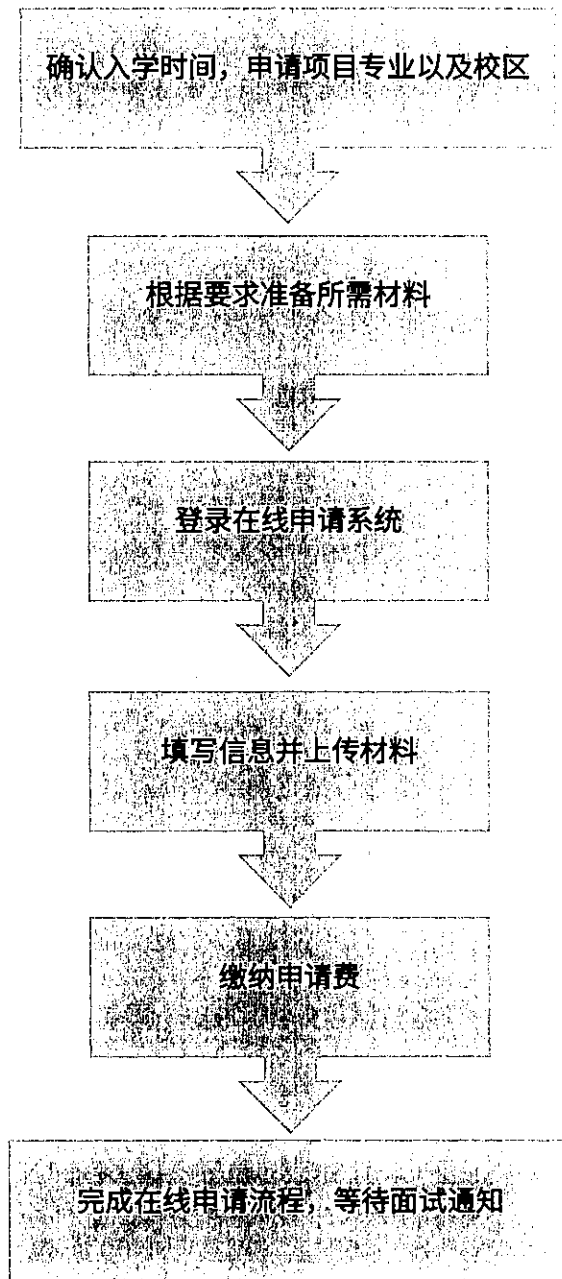 确认入学时间，申请项目专业以及校区
根据要求准备所需材料
登录在线申请系统
填写信息并上传材料
缴纳申请费
完成在线申请流程，等待面试通知